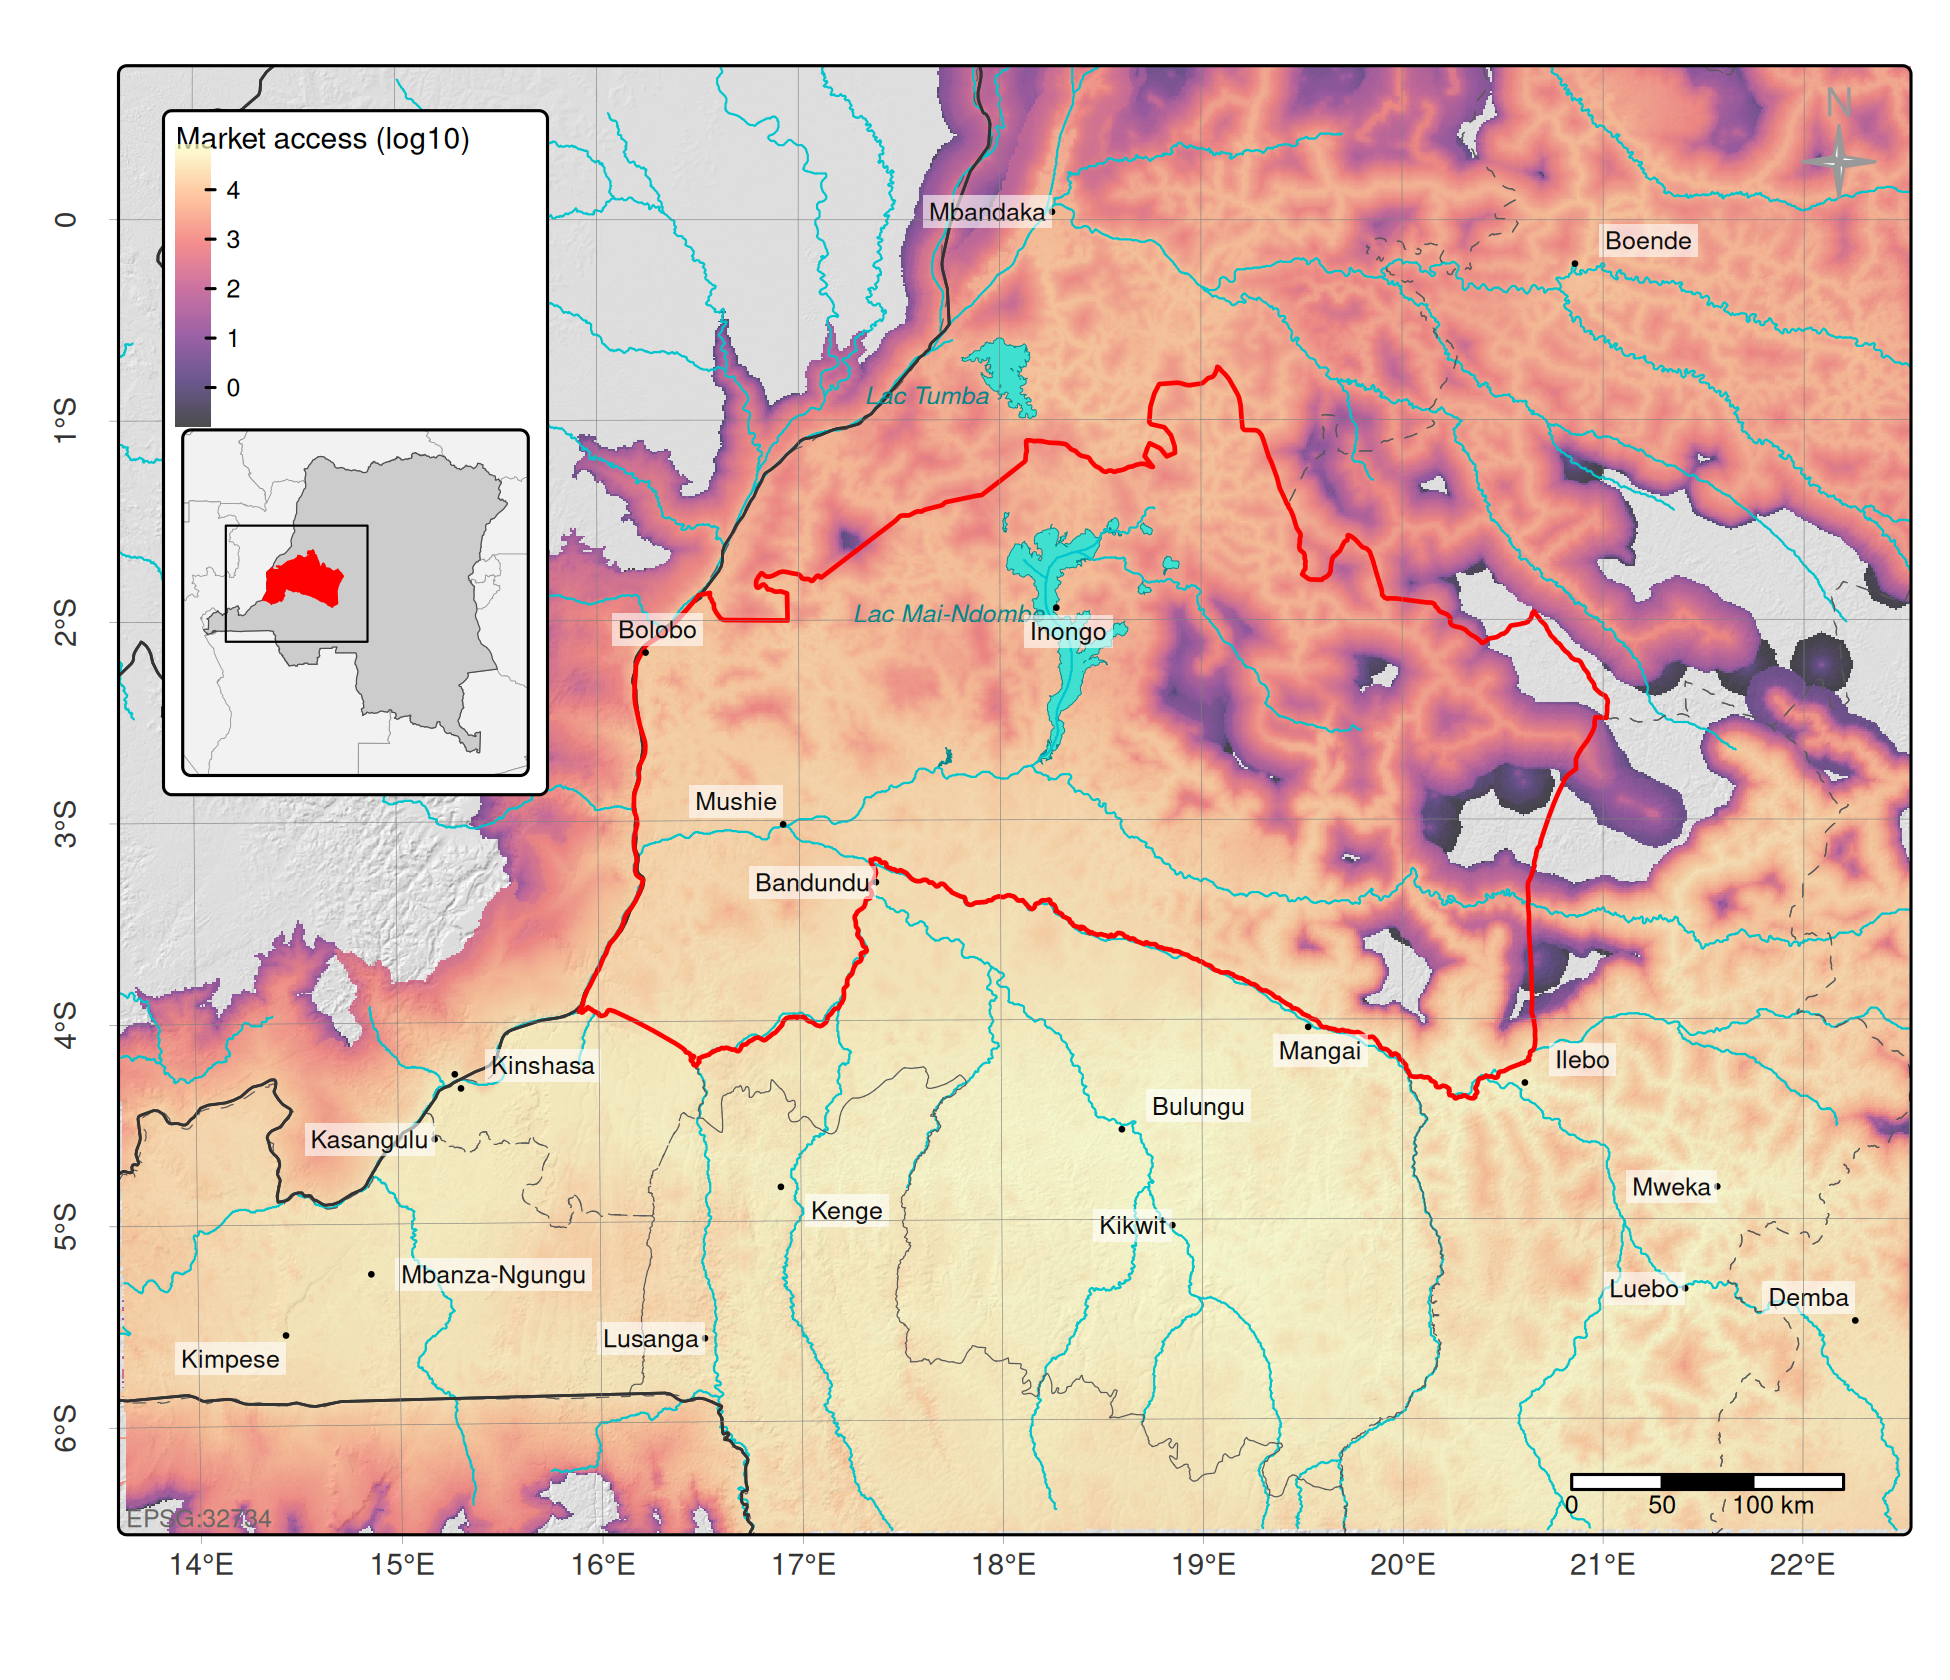 Market access (log10)
4
3
2
1
0
N
Mbandaka
Boende
Lac Tumba
Lac Mai-Ndombe
Inongo
Bolobo
Mushie
Bandundu
Mangai
Ilebo
Kinshasa
Kasangulu
Bulungu
Mweka
Kenge
Kikwit
Mbanza-Ngungu
Luebo
Demba
Lusanga
Kimpese
0 50 100 km
EPSG:32734
0
1°S
2°S
3°S
4°S
5°S
6°S
14°E 15°E 16°E 17°E 18°E 19°E 20°E 21°E 22°E